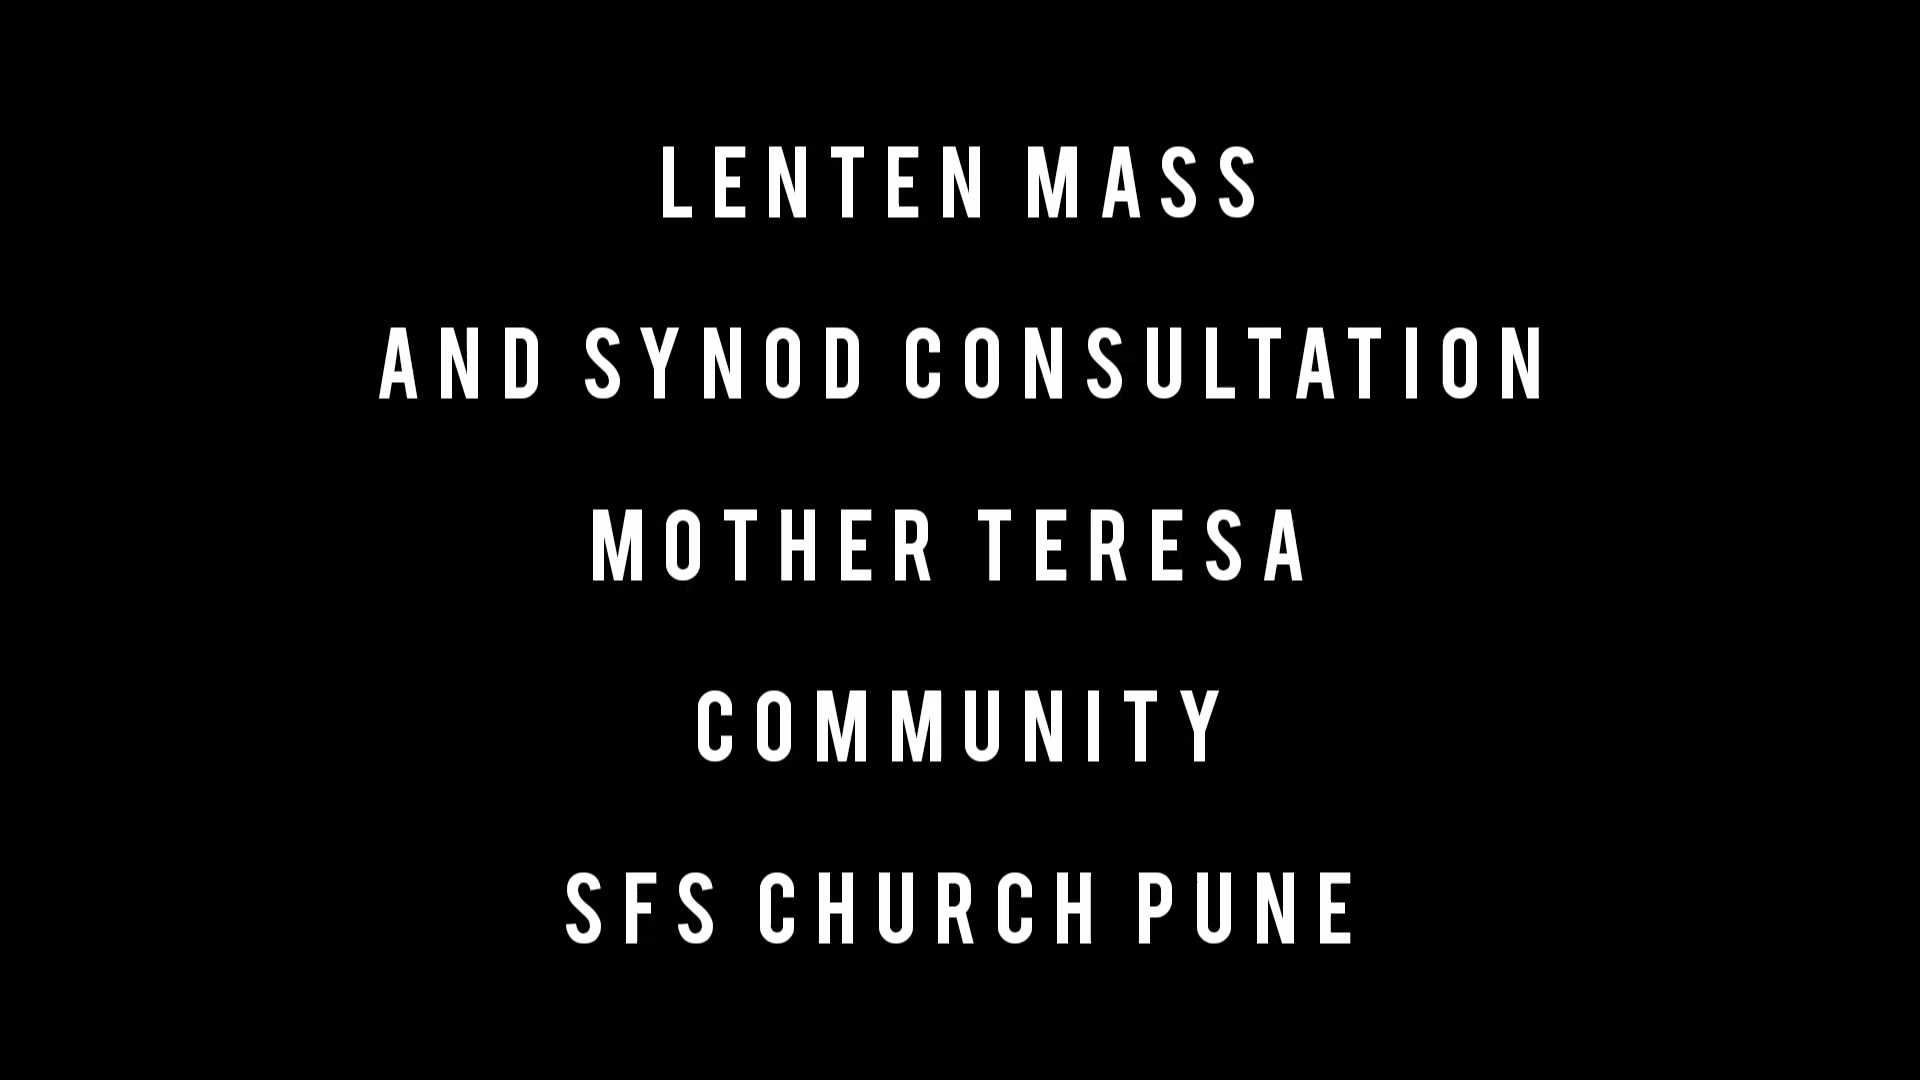 LENTEN MASS
AND SYNOD CONSULTATION
MOTHER TERESA
COMMUNITY
SFS CHURCH PUNE